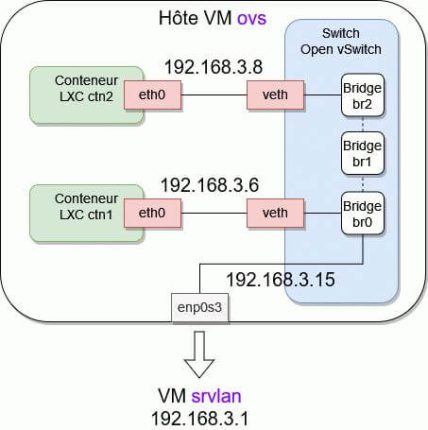 Hôte VM ovs
Switch
Open vSwitch
Conteneur
LXC ctn2
eth0
192.168.3.8
veth
Bridge
br2
Bridge
br1
Conteneur
LXC ctn1
eth0
192.168.3.6
veth
Bridge
br0
192.168.3.15
enp0s3
VM srvlan
192.168.3.1